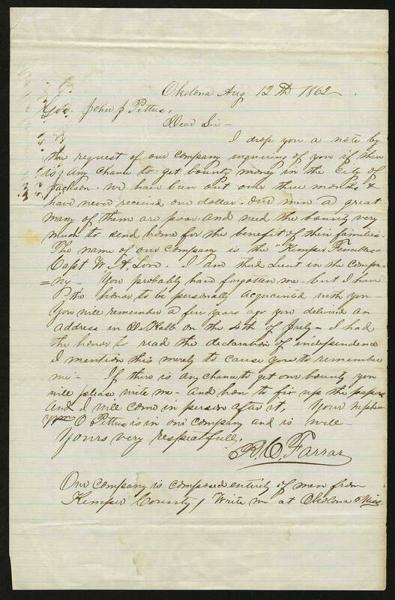 Okolona Aug 12th 1862
Gov. John J Pettus,
Dear Sir—
I drop you a note by
the request of our company enquiring of you if there
is any chance to get bounty money in the City of
Jackson. We have been out over three months &
have never received one dollar. Our men a great
many of them are poor and need the bounty very
much to send home for the benefit of their families.
The name of our company is the "Kemper
Capt W. H. Lon. I am third Lieut in the Compa-
=ny— You probably have forgotten me but I have
the honor to be personally acquainted with you
You will remember a few years ago you delivered an
address in De Kalb on the 4th of July— I had
the honor to read the declaration of independence
I mention this merely to cause you to remember
me— If there is any chance to get our bounty you
will please write me— And how to fix up the papers
And I will come in person after it. Your nephew
O Pettus is in our company and is well
Yours very respectfully,
R. C. Farrar
Our company is composed entirely of men from
Kemper County / Write me at Okolona Miss